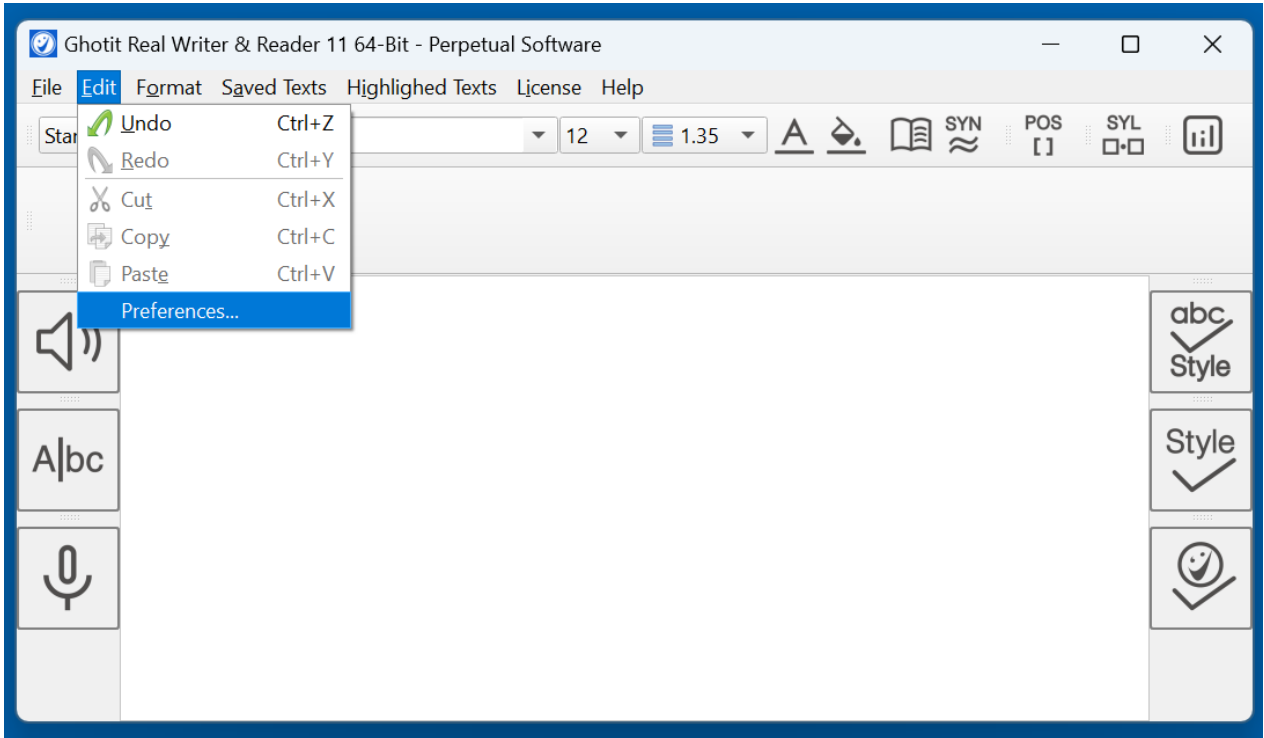 Ghotit Real Writer & Reader 11 64-Bit - Perpetual Software
File Edit Format Saved Texts Highlighed Texts License Help
Star 12 1.35 A SYN POS [ ] SYL
Undo Ctrl+Z
Redo Ctrl+Y
Cut Ctrl+X
Copy Ctrl+C
Paste Ctrl+V
Preferences...
abc
Style
A|bc
Style